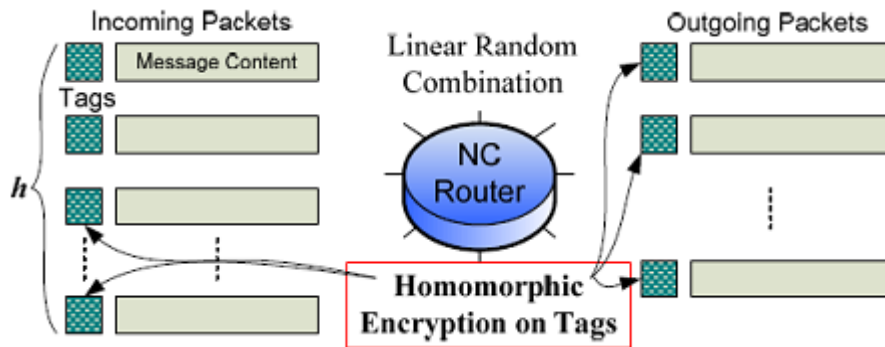 Incoming Packets
Message Content
Tags
h
Linear Random
Combination
NC
Router
Homomorphic
Encryption on Tags
Outgoing Packets